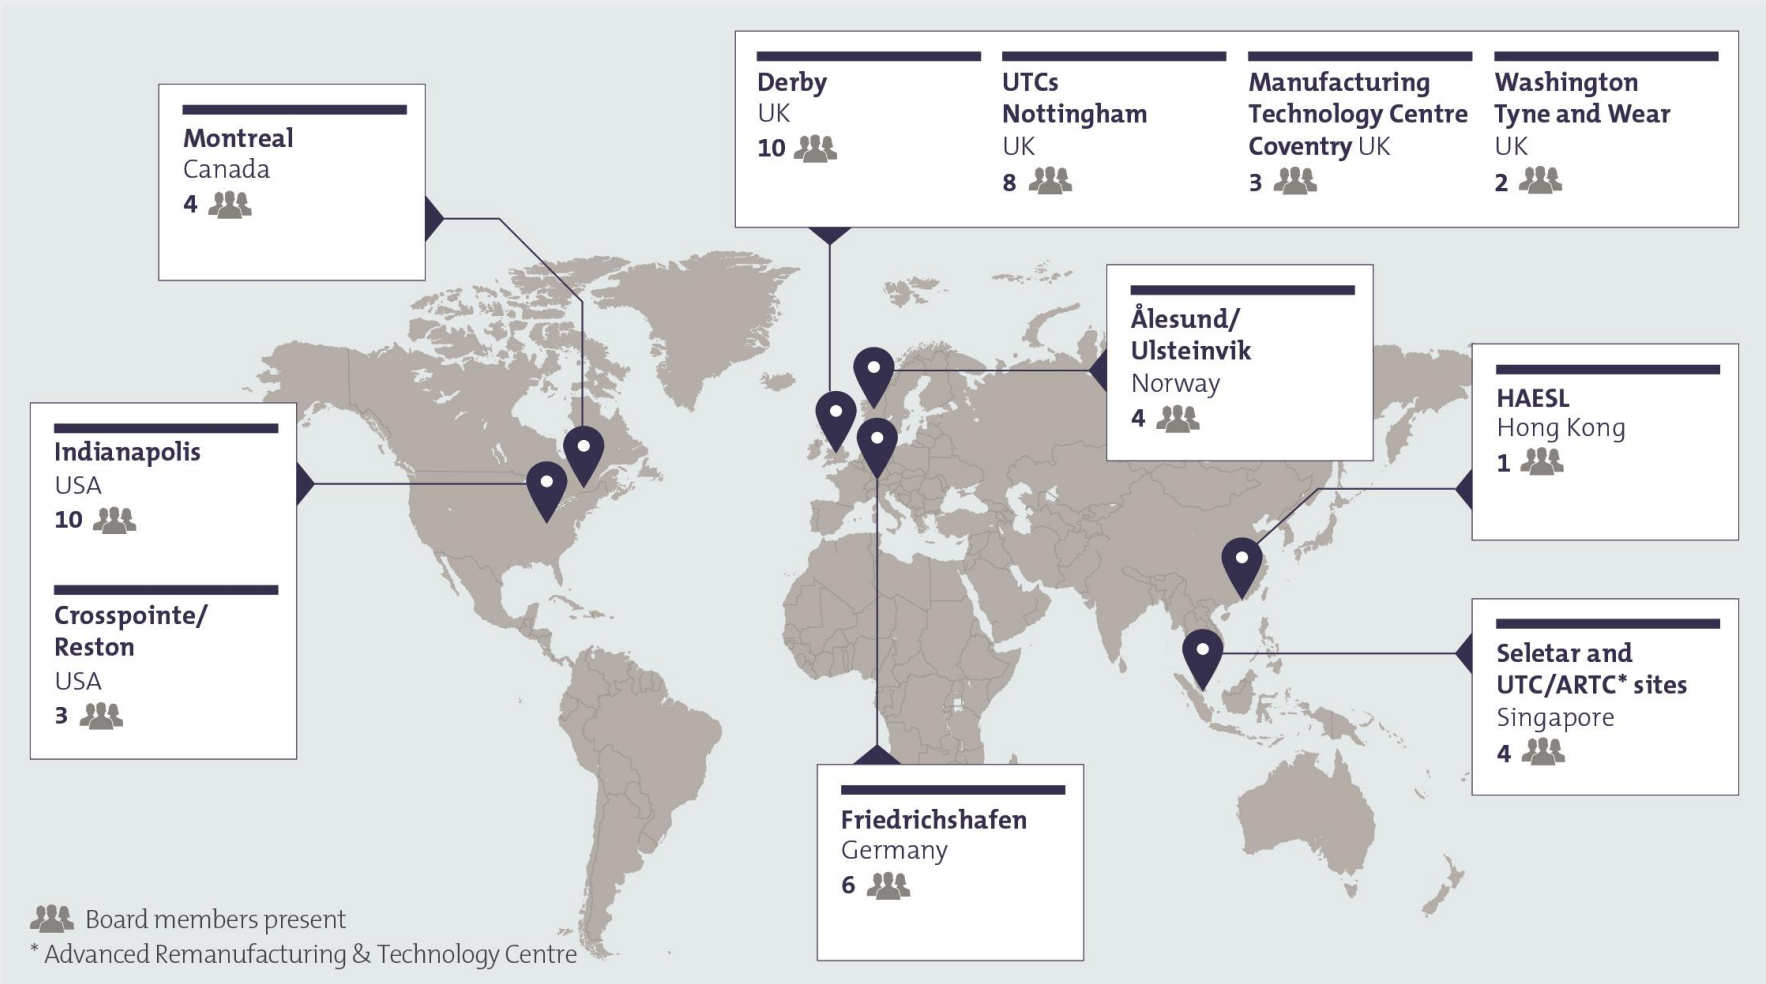 Montreal
Canada
4
Derby
UK
10
UTCs
Nottingham
UK
8
Manufacturing
Technology Centre
Coventry UK
3
Washington
Tyne and Wear
UK
2
Ålesund/
Ulsteinvik
Norway
4
HAESL
Hong Kong
1
Indianapolis
USA
10
Crosspointe/
Reston
USA
3
Seletar and
UTC/ARTC* sites
Singapore
4
Friedrichshafen
Germany
6
Board members present
* Advanced Remanufacturing & Technology Centre